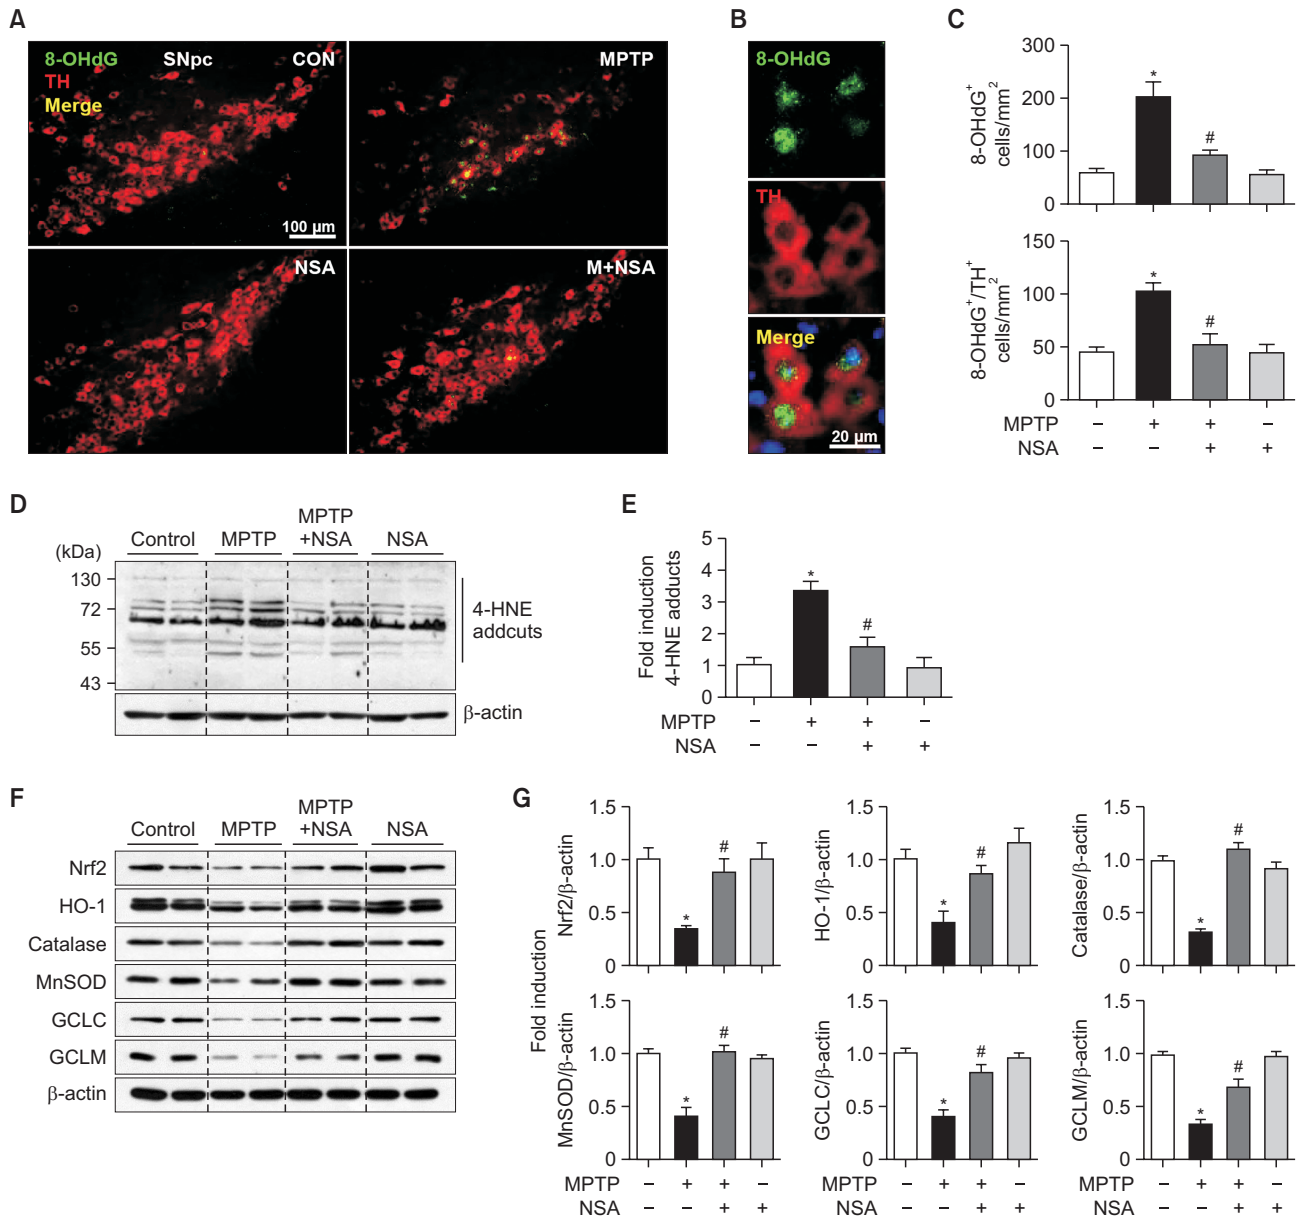 A
8-OHdG
TH
Merge
SNpc
CON
MPTP
100 µm
NSA
M+NSA
B
8-OHdG
TH
Merge
20 µm
C
8-OHdG+
cells/mm2
300
200
100
0
*
#
− + + −
− − + +
8-OHdG+/TH+
cells/mm2
150
100
50
0
*
#
MPTP − + + −
NSA − − + +
D
Control MPTP MPTP +NSA NSA
(kDa)
130
72
55
43
4-HNE
addcuts
β-actin
E
Fold induction
4-HNE adducts
5
4
3
2
1
0
*
#
MPTP − + + −
NSA − − + +
F
Control MPTP MPTP +NSA NSA
Nrf2
HO-1
Catalase
MnSOD
GCLC
GCLM
β-actin
G
Fold induction
Nrf2/β-actin
1.5
1.0
0.5
0
*
#
HO-1/β-actin
1.5
1.0
0.5
0
*
#
Catalase/β-actin
1.5
1.0
0.5
0
*
#
MnSOD/β-actin
1.5
1.0
0.5
0
*
#
MPTP − + + −
NSA − − + +
GCLC/β-actin
1.5
1.0
0.5
0
*
#
MPTP − + + −
NSA − − + +
GCLM/β-actin
1.5
1.0
0.5
0
*
#
MPTP − + + −
NSA − − + +